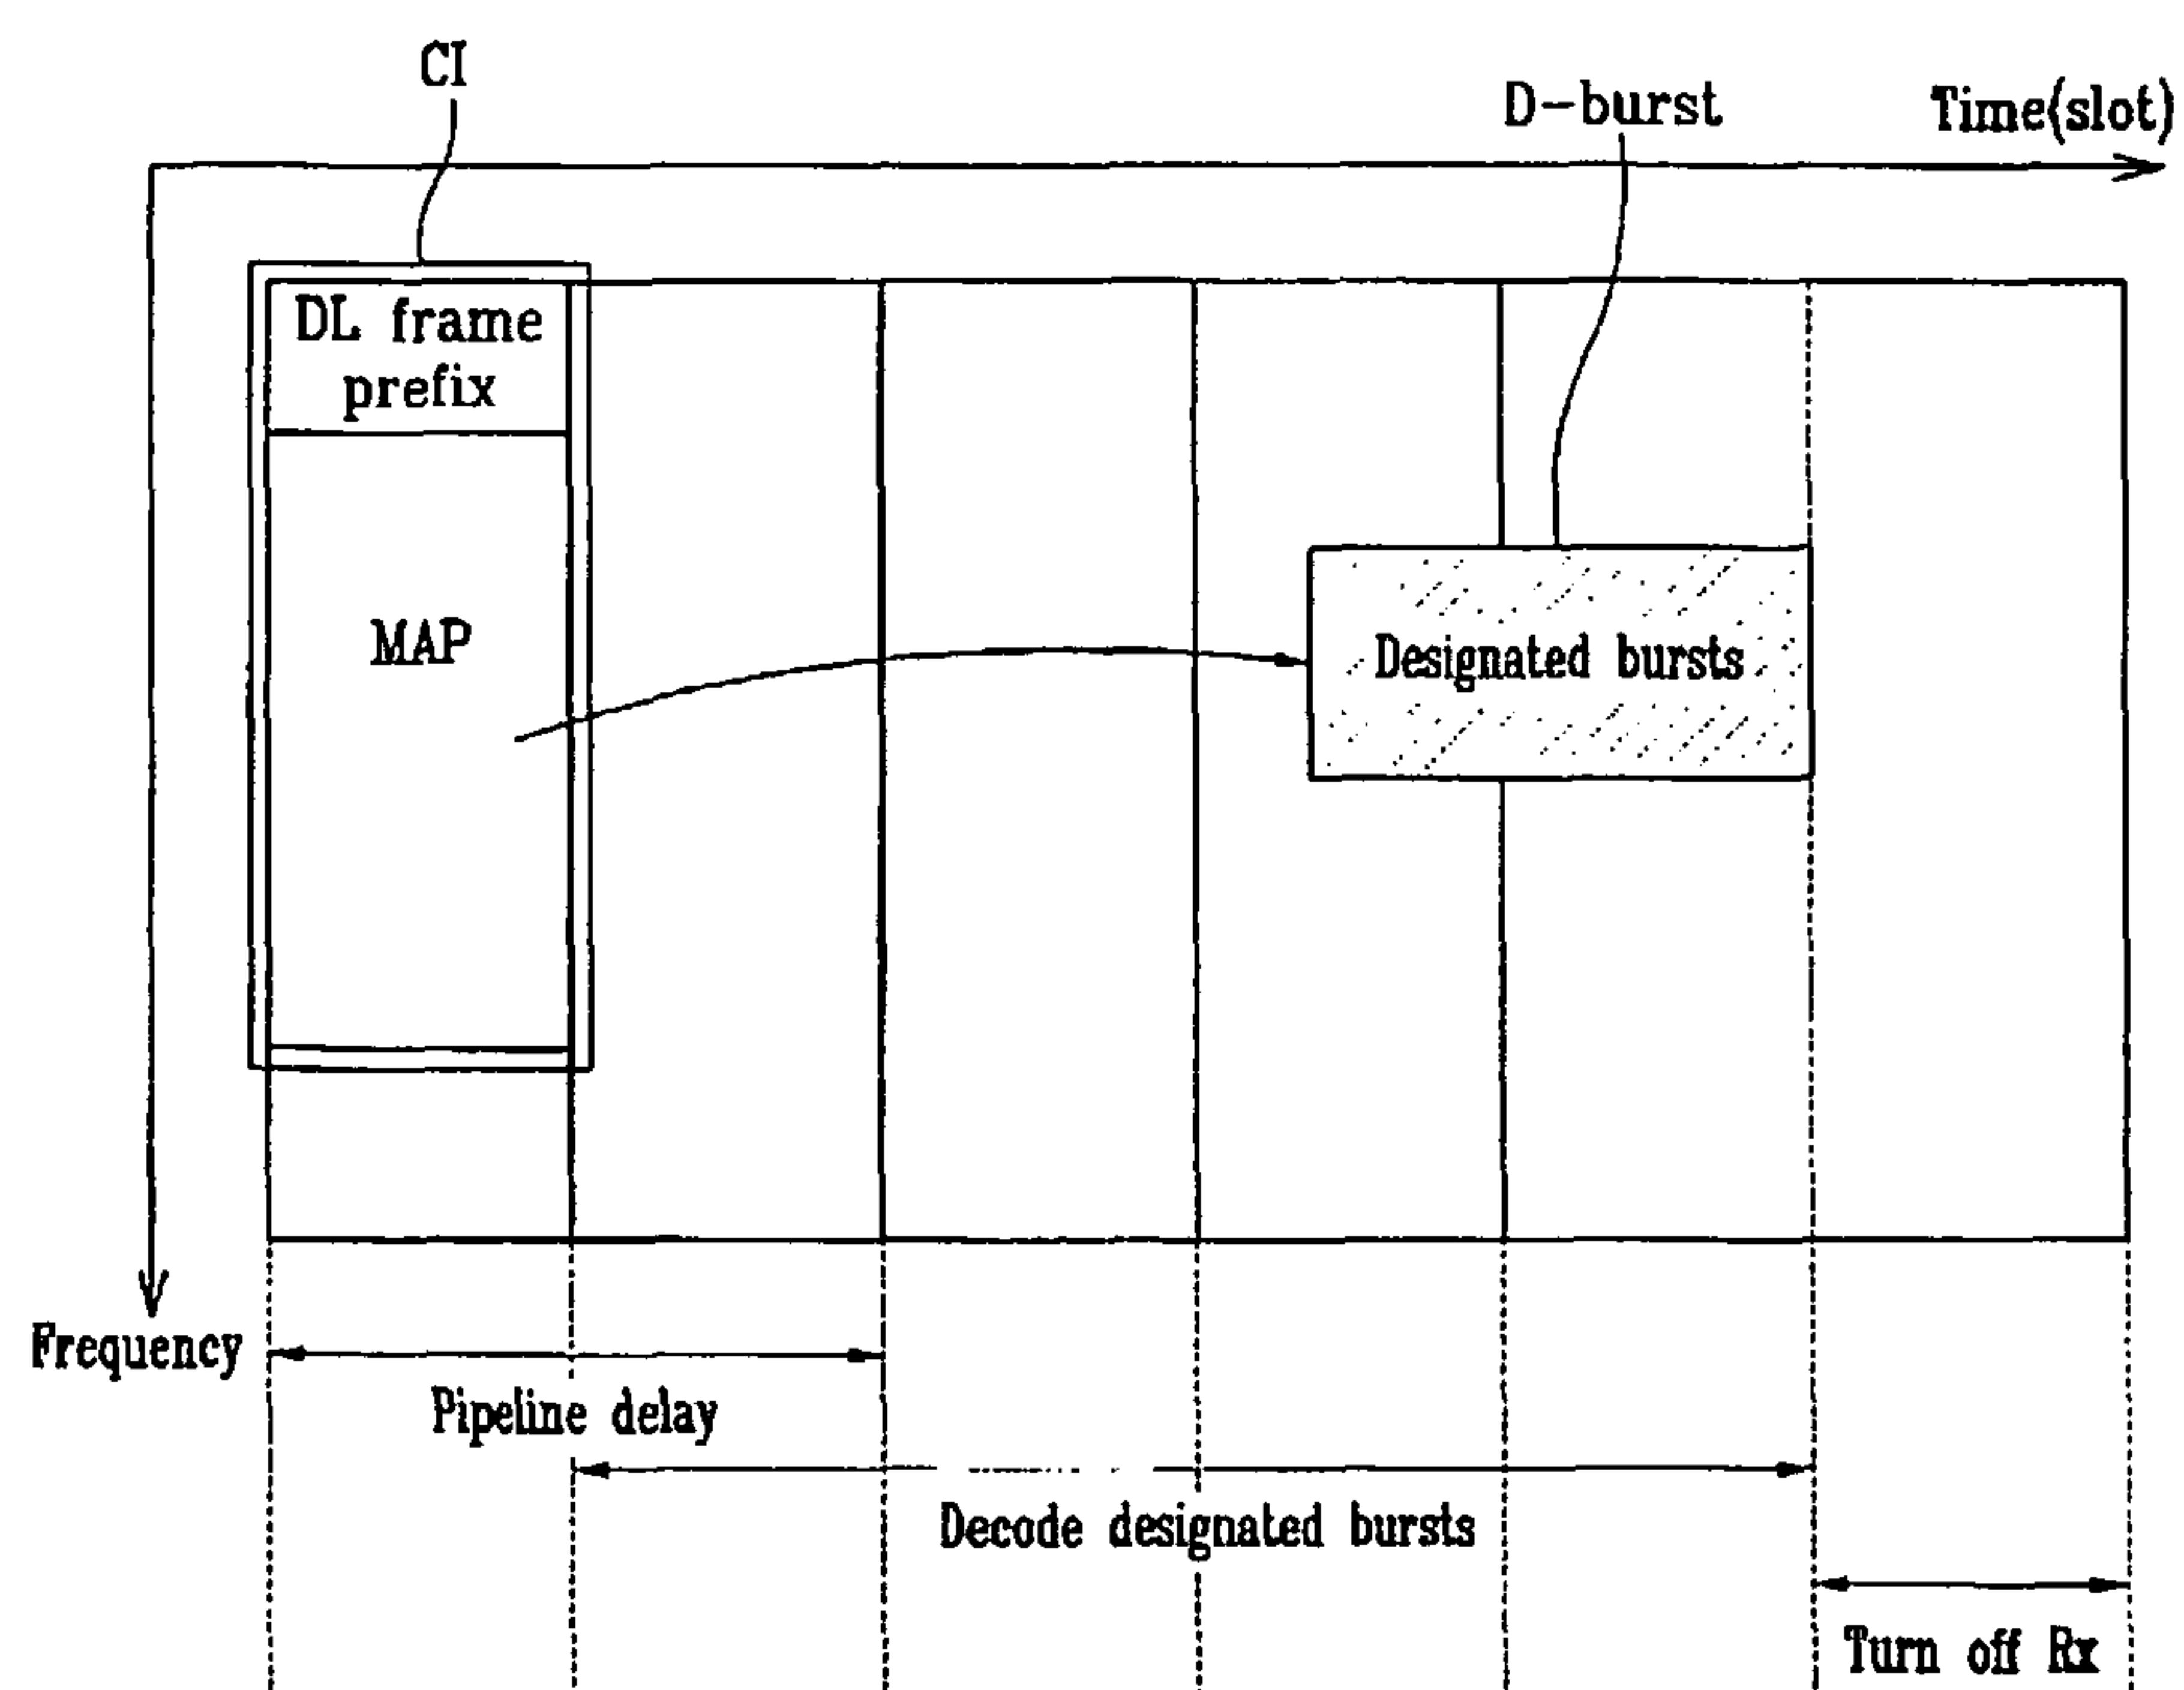 CI
D-burst
Time(slot)
DL frame
prefix
MAP
Designated bursts
Frequency
Pipeline delay
Decode designated bursts
Turn off Rx